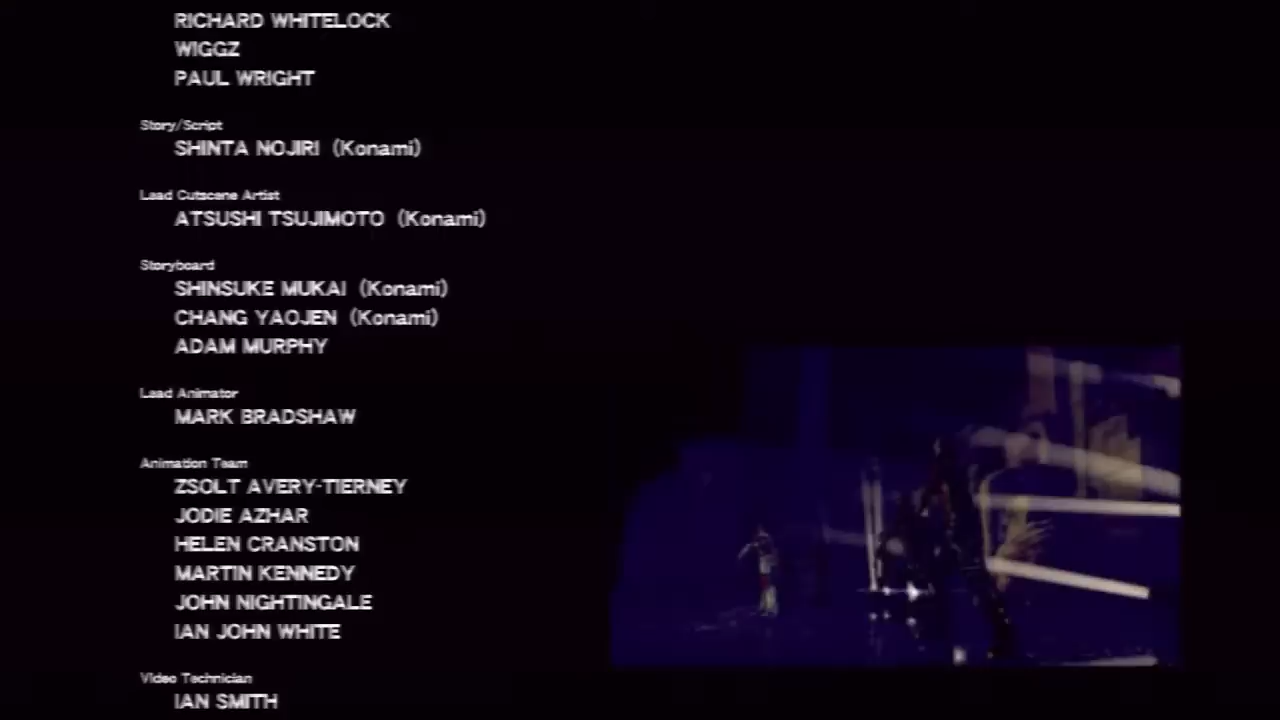 RICHARD WHITELOCK
WIGGZ
PAUL WRIGHT
Story/Script
SHINTA NOJIRI (Konami)
Lead Cutscene Artist
ATSUSHI TSUJIMOTO (Konami)
Storyboard
SHINSUKE MUKAI (Konami)
CHANG YAOJEN (Konami)
ADAM MURPHY
Lead Animator
MARK BRADSHAW
Animation Team
ZSOLT AVERY-TIERNEY
JODIE AZHAR
HELEN CRANSTON
MARTIN KENNEDY
JOHN NIGHTINGALE
IAN JOHN WHITE
Video Technician
IAN SMITH